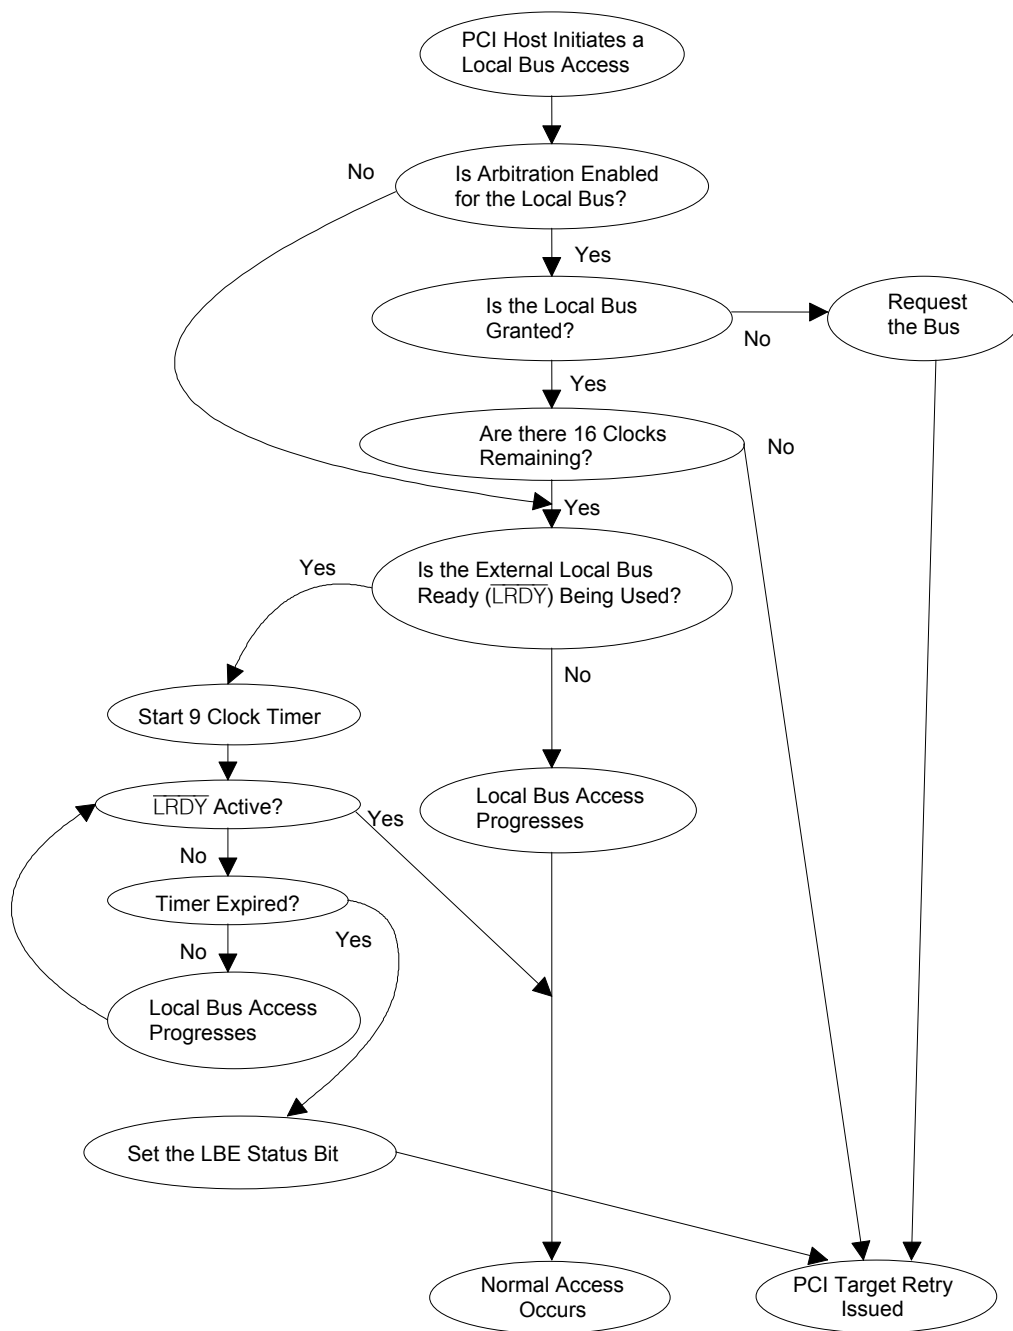 PCI Host Initiates a
Local Bus Access
No
Is Arbitration Enabled
for the Local Bus?
Yes
Is the Local Bus
Granted?
No
Request
the Bus
Yes
Are there 16 Clocks
Remaining?
No
Yes
Is the External Local Bus
Ready (L̅R̅D̅Y̅) Being Used?
Yes
No
Start 9 Clock Timer
L̅R̅D̅Y̅ Active?
Yes
Local Bus Access
Progresses
No
Timer Expired?
Yes
No
Local Bus Access
Progresses
Set the LBE Status Bit
Normal Access
Occurs
PCI Target Retry
Issued